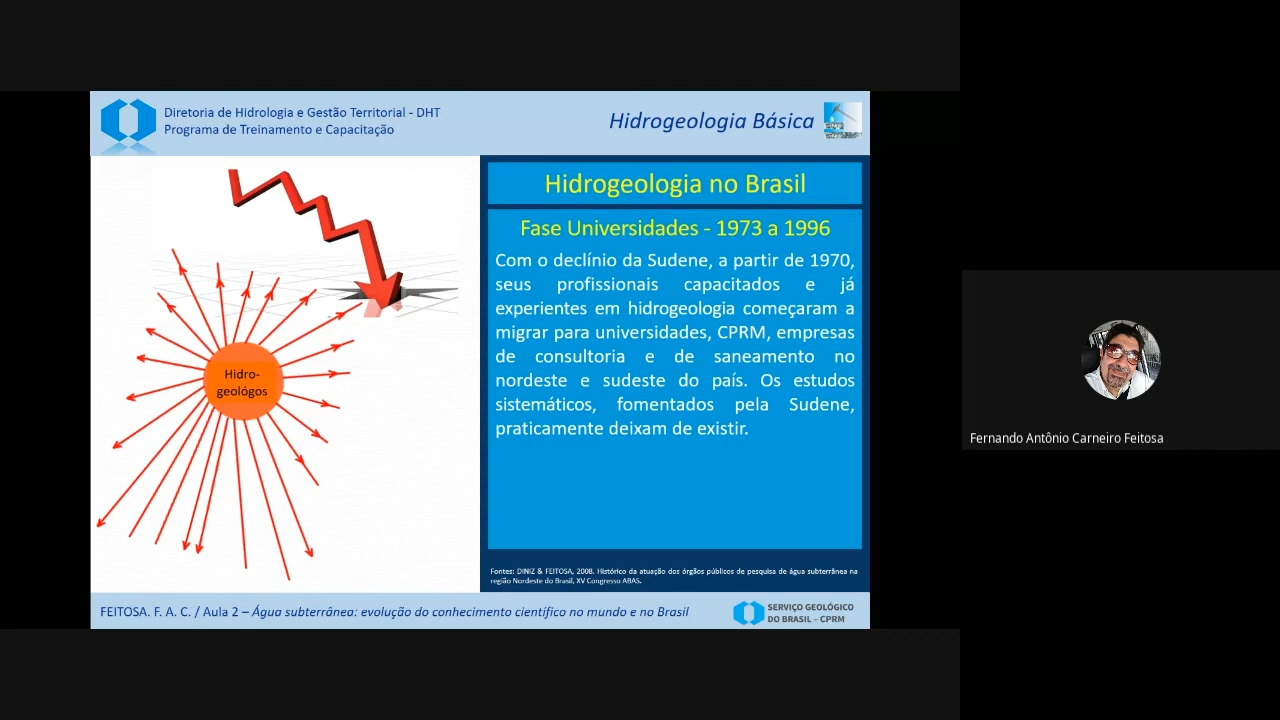 Diretoria de Hidrologia e Gestão Territorial - DHT
Programa de Treinamento e Capacitação
Hidrogeologia Básica
Hidrogeologia no Brasil
Fase Universidades - 1973 a 1996
Com o declínio da Sudene, a partir de 1970,
seus profissionais capacitados e já
experientes em hidrogeologia começaram a
migrar para universidades, CPRM, empresas
de consultoria e de saneamento no
nordeste e sudeste do país. Os estudos
sistemáticos, fomentados pela Sudene,
praticamente deixam de existir.
Hidro-
geológos
Fontes: DINIZ & FEITOSA, 2008. Histórico da atuação dos órgãos públicos de pesquisa de água subterrânea na
região Nordeste do Brasil, XV Congresso ABAS.
FEITOSA. F. A. C. / Aula 2 – Água subterrânea: evolução do conhecimento científico no mundo e no Brasil
SERVIÇO GEOLÓGICO
DO BRASIL – CPRM
Fernando Antônio Carneiro Feitosa